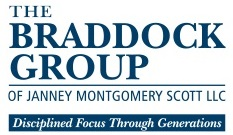 THE
BRADDOCK
GROUP
OF JANNEY MONTGOMERY SCOTT LLC
Disciplined Focus Through Generations